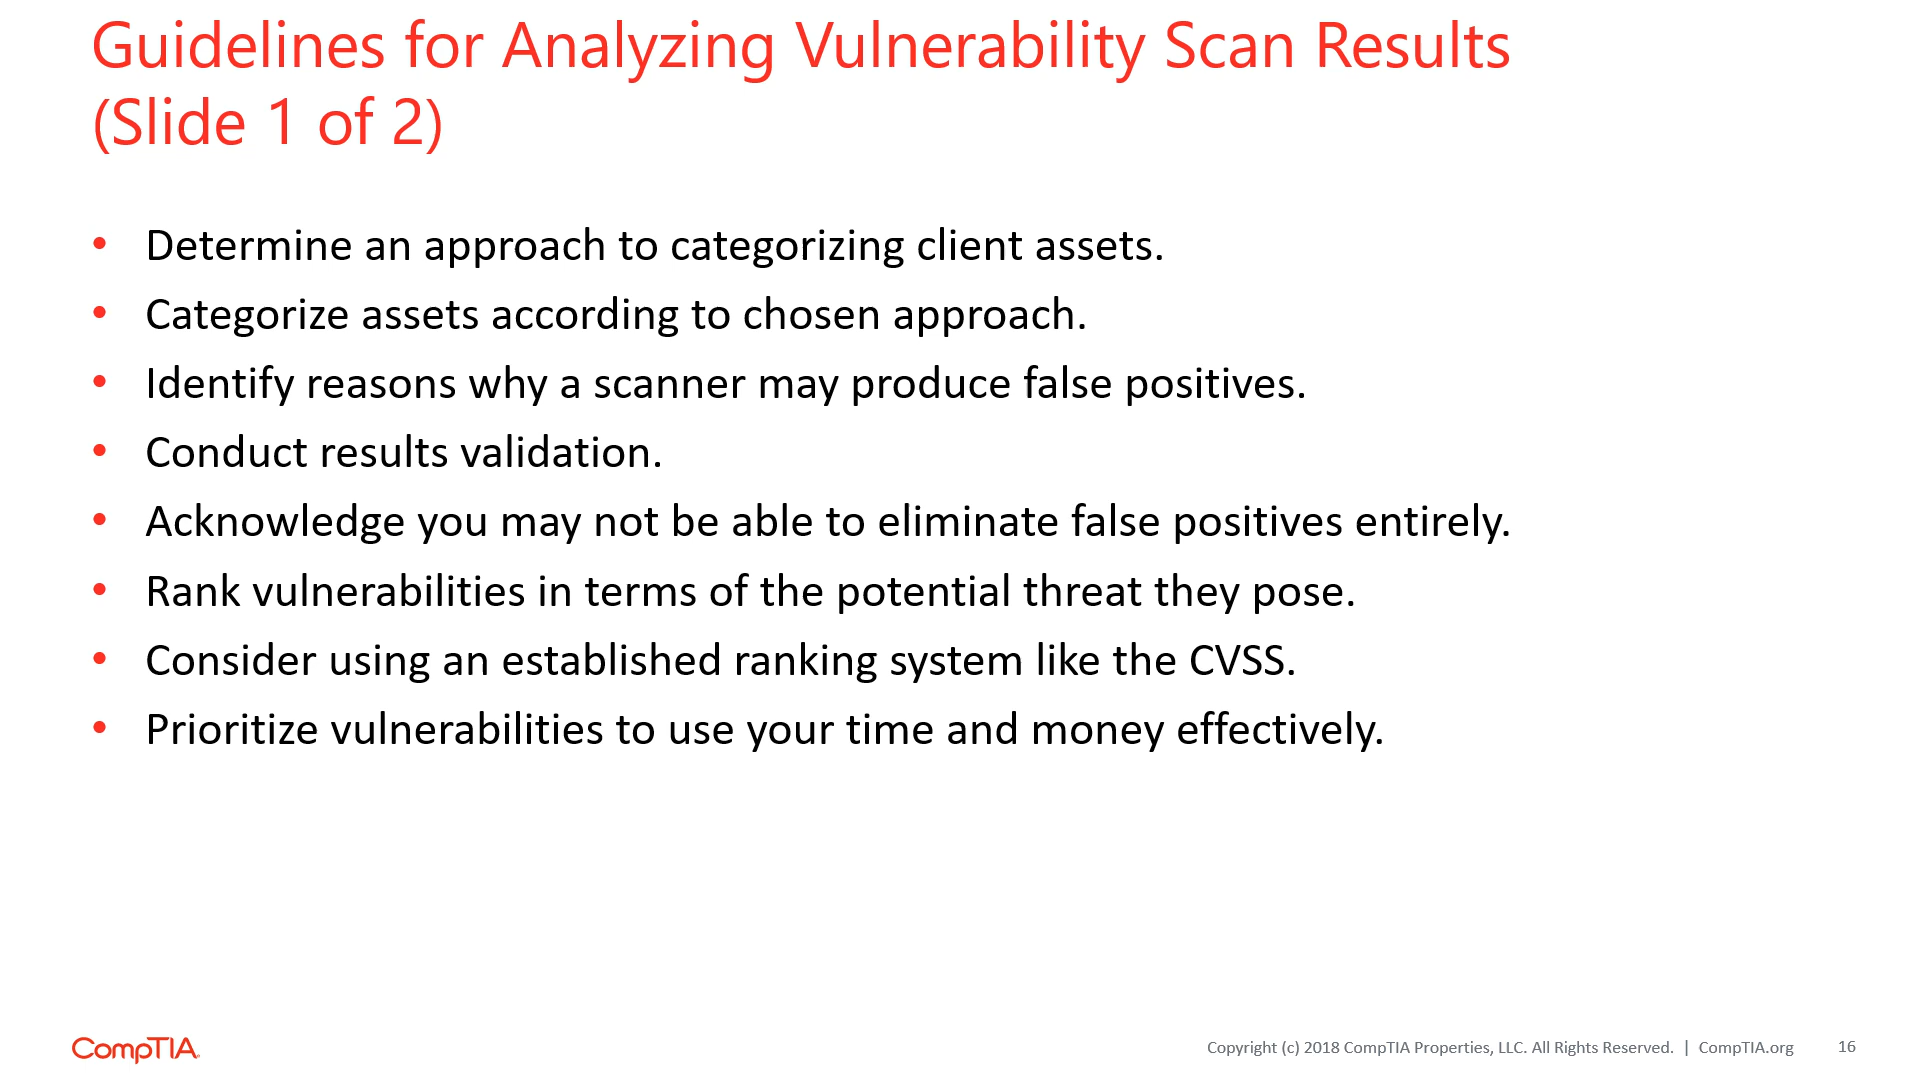 Guidelines for Analyzing Vulnerability Scan Results
(Slide 1 of 2)
• Determine an approach to categorizing client assets.
• Categorize assets according to chosen approach.
• Identify reasons why a scanner may produce false positives.
• Conduct results validation.
• Acknowledge you may not be able to eliminate false positives entirely.
• Rank vulnerabilities in terms of the potential threat they pose.
• Consider using an established ranking system like the CVSS.
• Prioritize vulnerabilities to use your time and money effectively.
CompTIA.
Copyright (c) 2018 CompTIA Properties, LLC. All Rights Reserved. | CompTIA.org 16